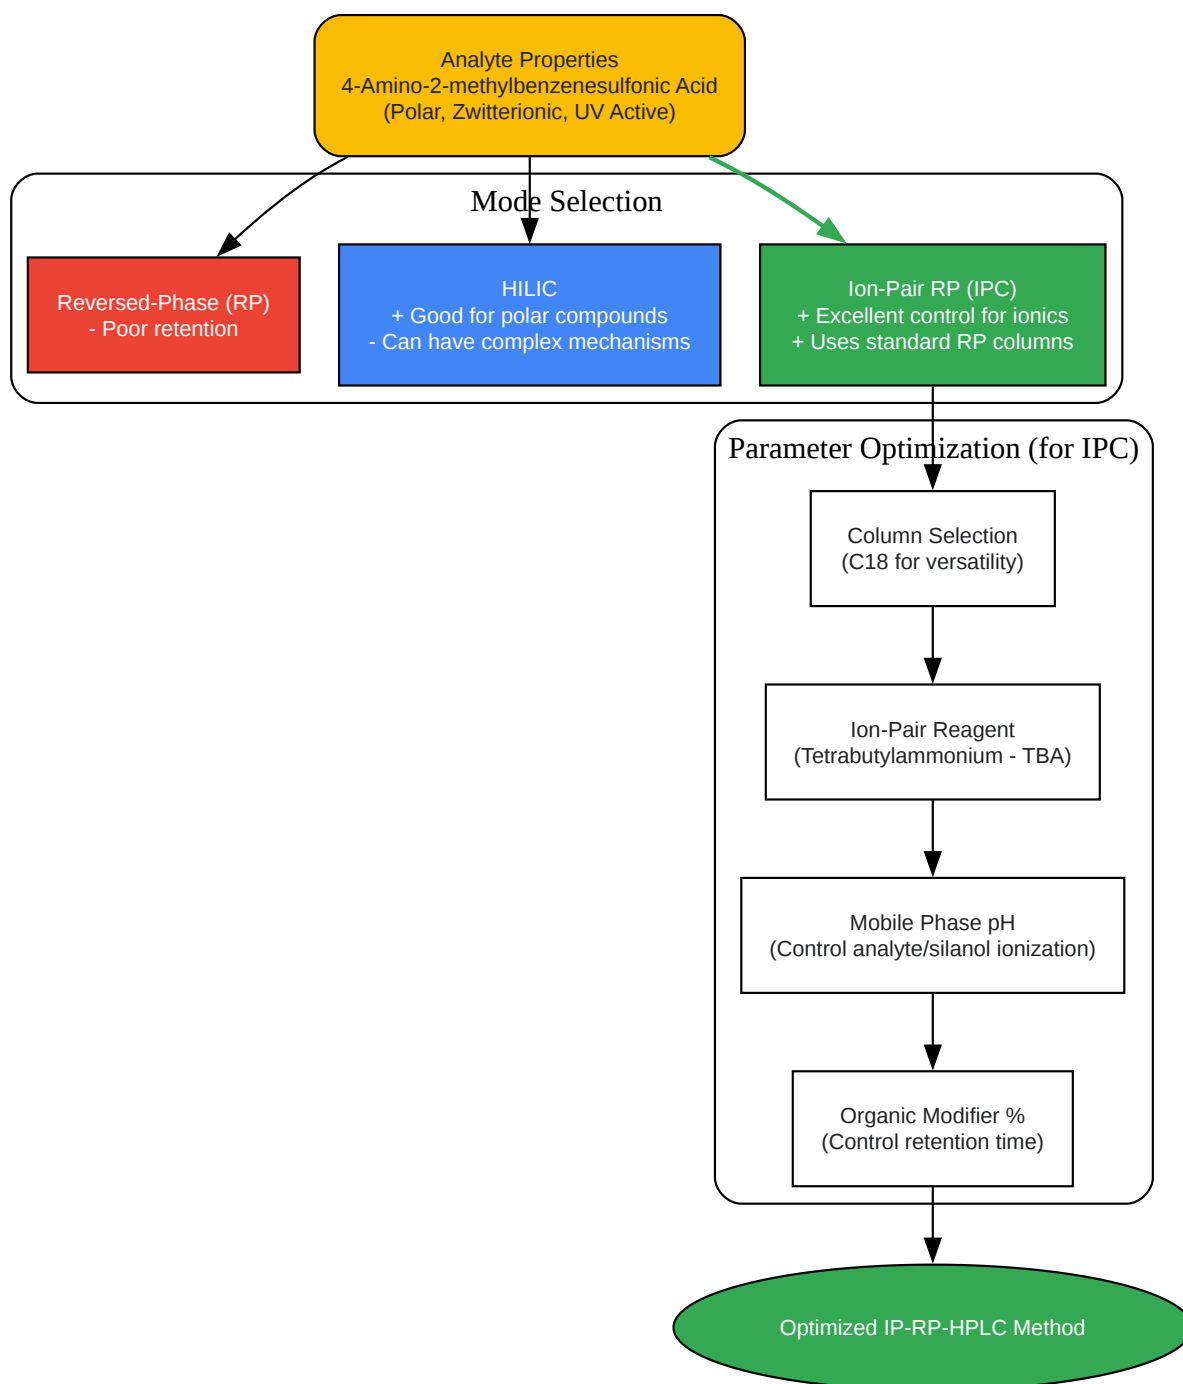 Analyte Properties
4-Amino-2-methylbenzenesulfonic Acid
(Polar, Zwitterionic, UV Active)
Mode Selection
Reversed-Phase (RP)
- Poor retention
HILIC
+ Good for polar compounds
- Can have complex mechanisms
Ion-Pair RP (IPC)
+ Excellent control for ionics
+ Uses standard RP columns
Parameter Optimization (for IPC)
Column Selection
(C18 for versatility)
Ion-Pair Reagent
(Tetrabutylammonium - TBA)
Mobile Phase pH
(Control analyte/silanol ionization)
Organic Modifier %
(Control retention time)
Optimized IP-RP-HPLC Method